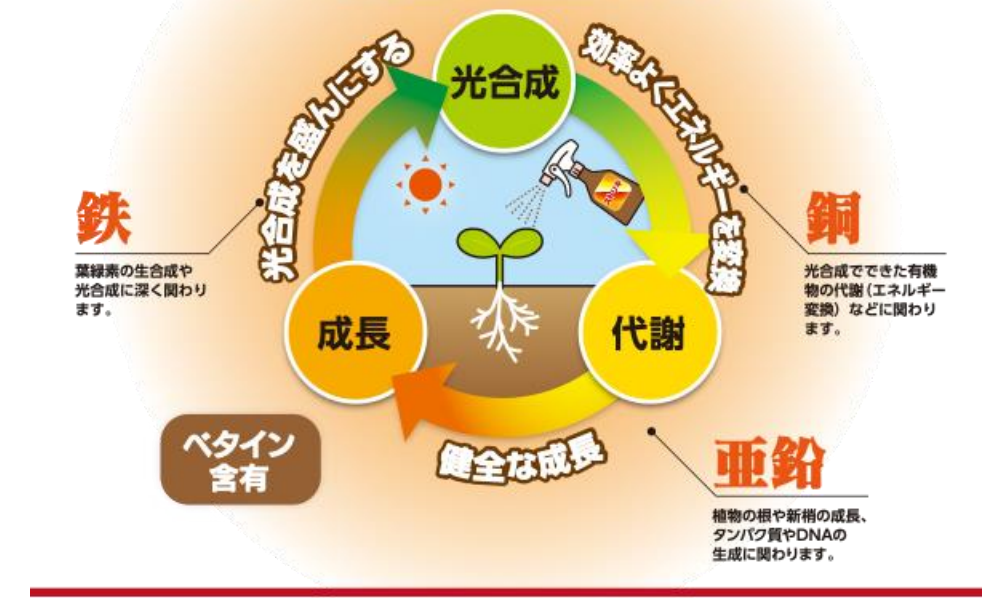 光合成
光合成を盛んにする
効率よくエネルギーを変換
鉄
葉緑素の生合成や
光合成に深く関わり
ます。
銅
光合成でできた有機
物の代謝（エネルギー
変換）などに関わり
ます。
成長
代謝
健全な成長
ベタイン
含有
亜鉛
植物の根や新梢の成長、
タンパク質やDNAの
生成に関わります。